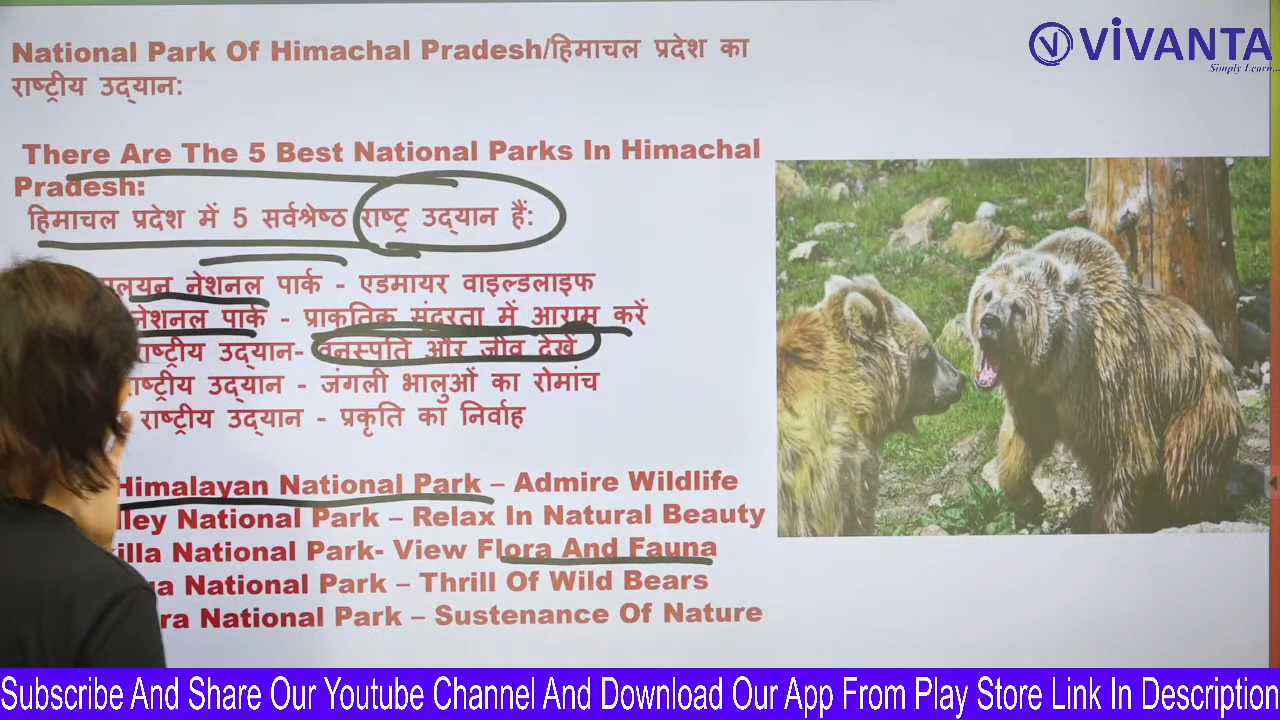 National Park Of Himachal Pradesh/हिमाचल प्रदेश का
राष्ट्रीय उद्यान:
VIVANTA
Simply Learn...
There Are The 5 Best National Parks In Himachal
Pradesh:
हिमाचल प्रदेश में 5 सर्वश्रेष्ठ राष्ट्र उद्यान हैं:
नेशनल पार्क - एडमायर वाइल्डलाइफ
नेशनल पार्क - प्राकृतिक सुंदरता में आराम करें
राष्ट्रीय उद्यान- वनस्पति और जीव देखें
राष्ट्रीय उद्यान - जंगली भालुओं का रोमांच
राष्ट्रीय उद्यान - प्रकृति का निर्वाह
Himalayan National Park – Admire Wildlife
National Park – Relax In Natural Beauty
National Park- View Flora And Fauna
National Park – Thrill Of Wild Bears
National Park – Sustenance Of Nature
Subscribe And Share Our Youtube Channel And Download Our App From Play Store Link In Description